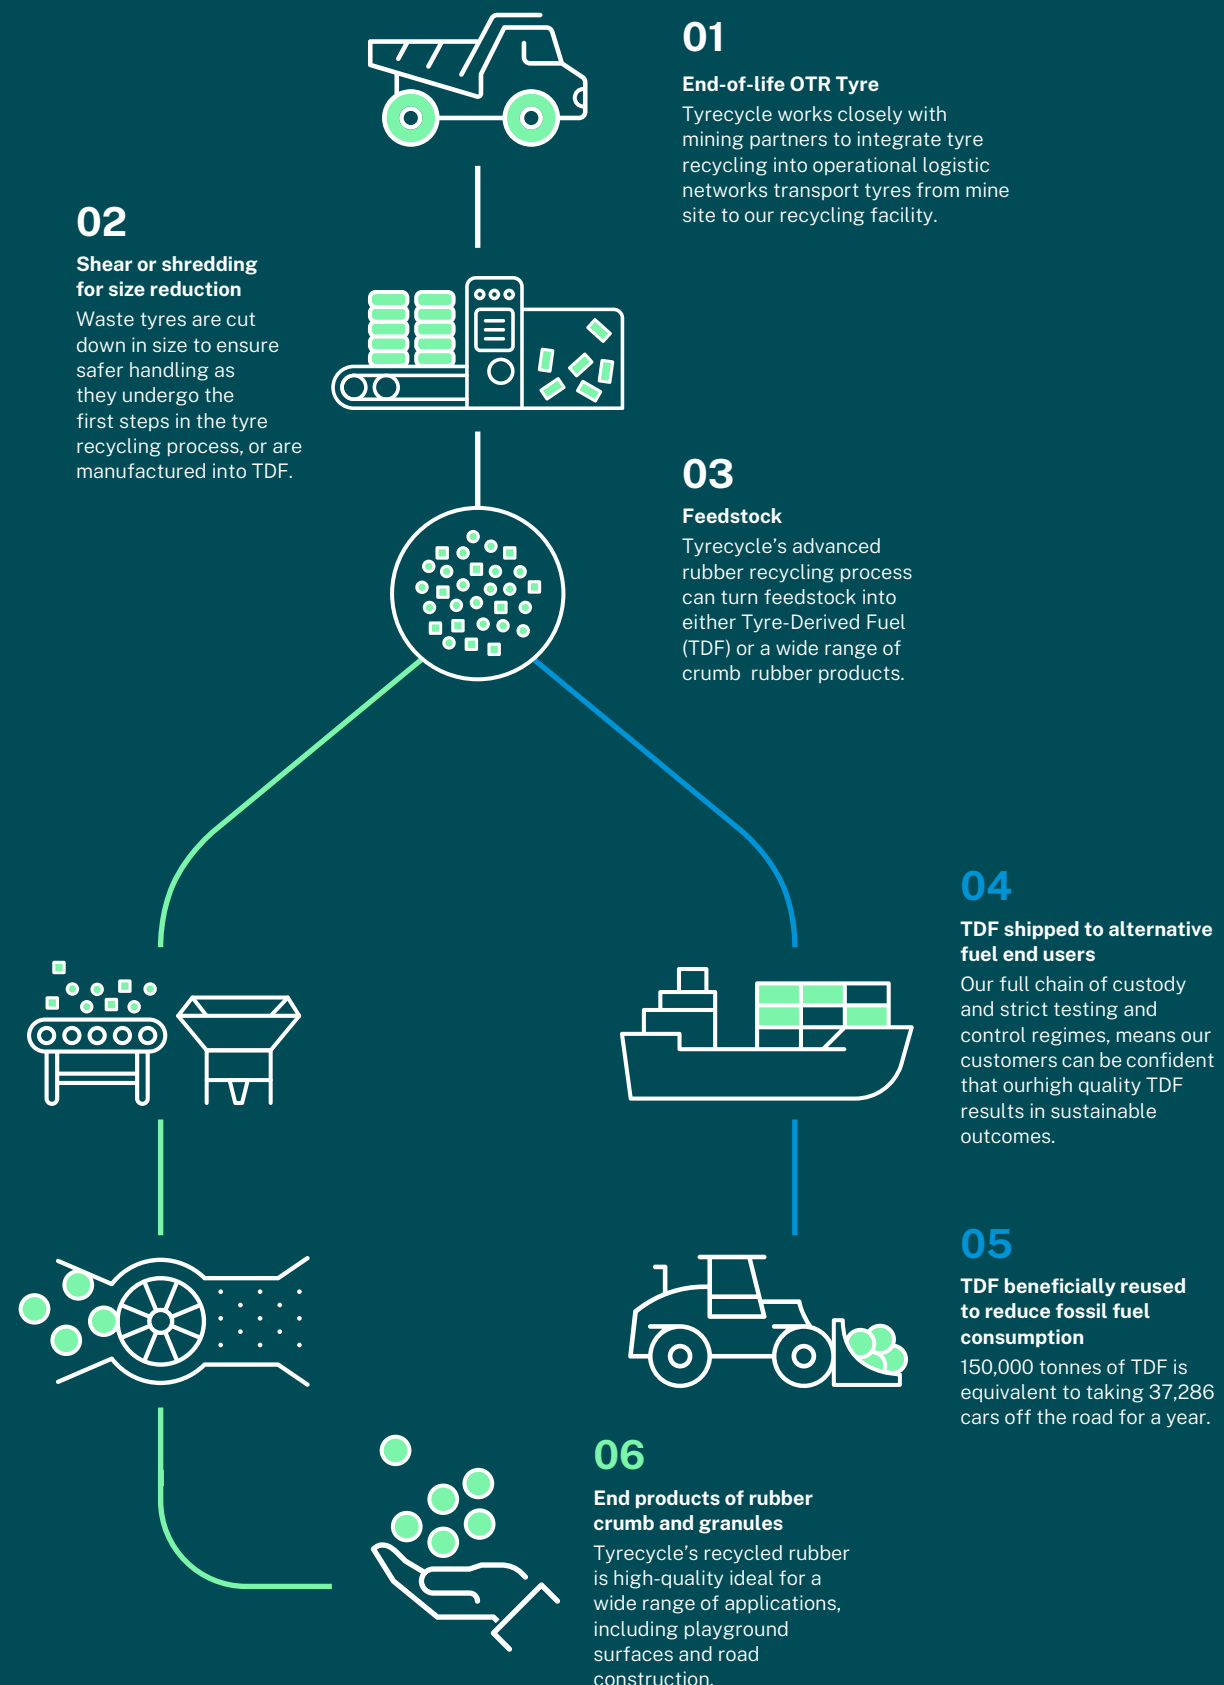 01
End-of-life OTR Tyre
Tyrecycle works closely with
mining partners to integrate tyre
recycling into operational logistic
networks transport tyres from mine
site to our recycling facility.
02
Shear or shredding
for size reduction
Waste tyres are cut
down in size to ensure
safer handling as
they undergo the
first steps in the tyre
recycling process, or are
manufactured into TDF.
03
Feedstock
Tyrecycle’s advanced
rubber recycling process
can turn feedstock into
either Tyre-Derived Fuel
(TDF) or a wide range of
crumb  rubber products.
04
TDF shipped to alternative
fuel end users
Our full chain of custody
and strict testing and
control regimes, means our
customers can be confident
that ourhigh quality TDF
results in sustainable
outcomes.
05
TDF beneficially reused
to reduce fossil fuel
consumption
150,000 tonnes of TDF is
equivalent to taking 37,286
cars off the road for a year.
06
End products of rubber
crumb and granules
Tyrecycle’s recycled rubber
is high-quality ideal for a
wide range of applications,
including playground
surfaces and road
construction.